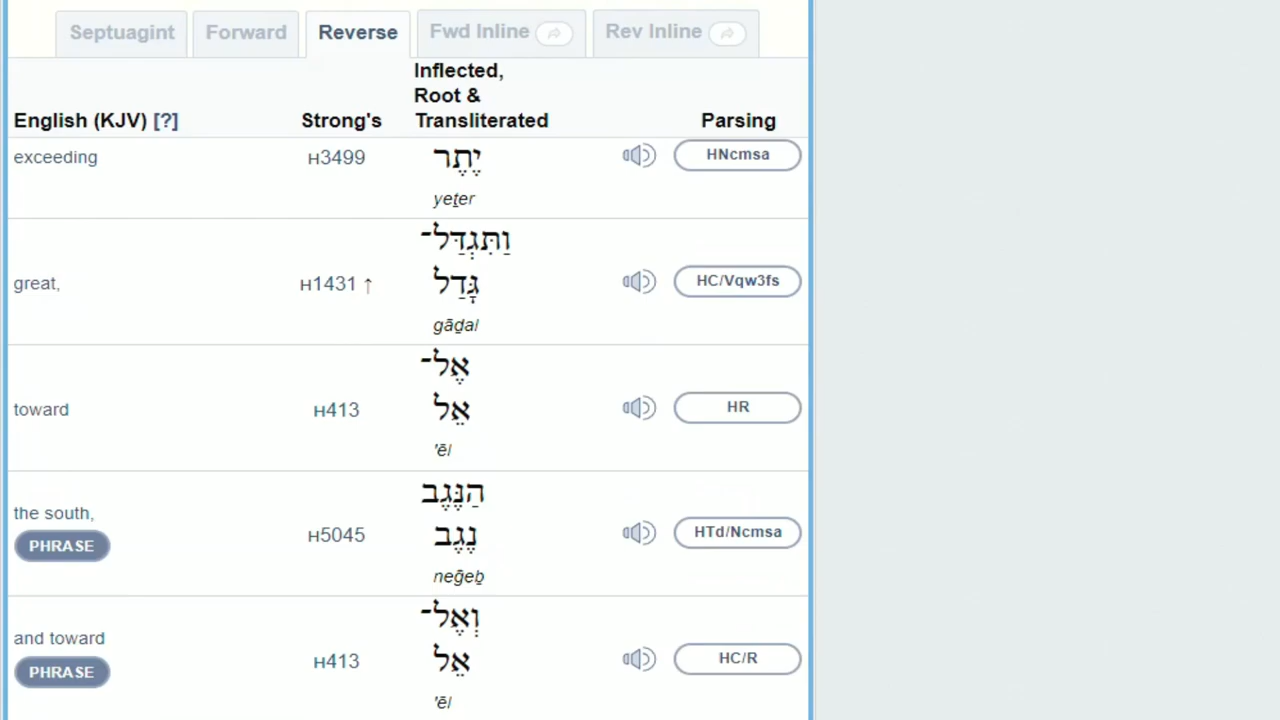 Septuagint Forward Reverse Fwd Inline Rev Inline
Inflected,
Root &
English (KJV) [?] Strong's Transliterated Parsing
exceeding H3499 יֶתֶר HNcmsa
yeṯer
וַתִּגְדַּל־
great, H1431 ↑ גָּדַל HC/Vqw3fs
gāḏal
אֶל־
toward H413 אֵל HR
'ēl
הַנֶּגֶב
the south, H5045 נֶגֶב HTd/Ncmsa
PHRASE
neḡeḇ
וְאֶל־
and toward H413 אֵל HC/R
PHRASE
'ēl